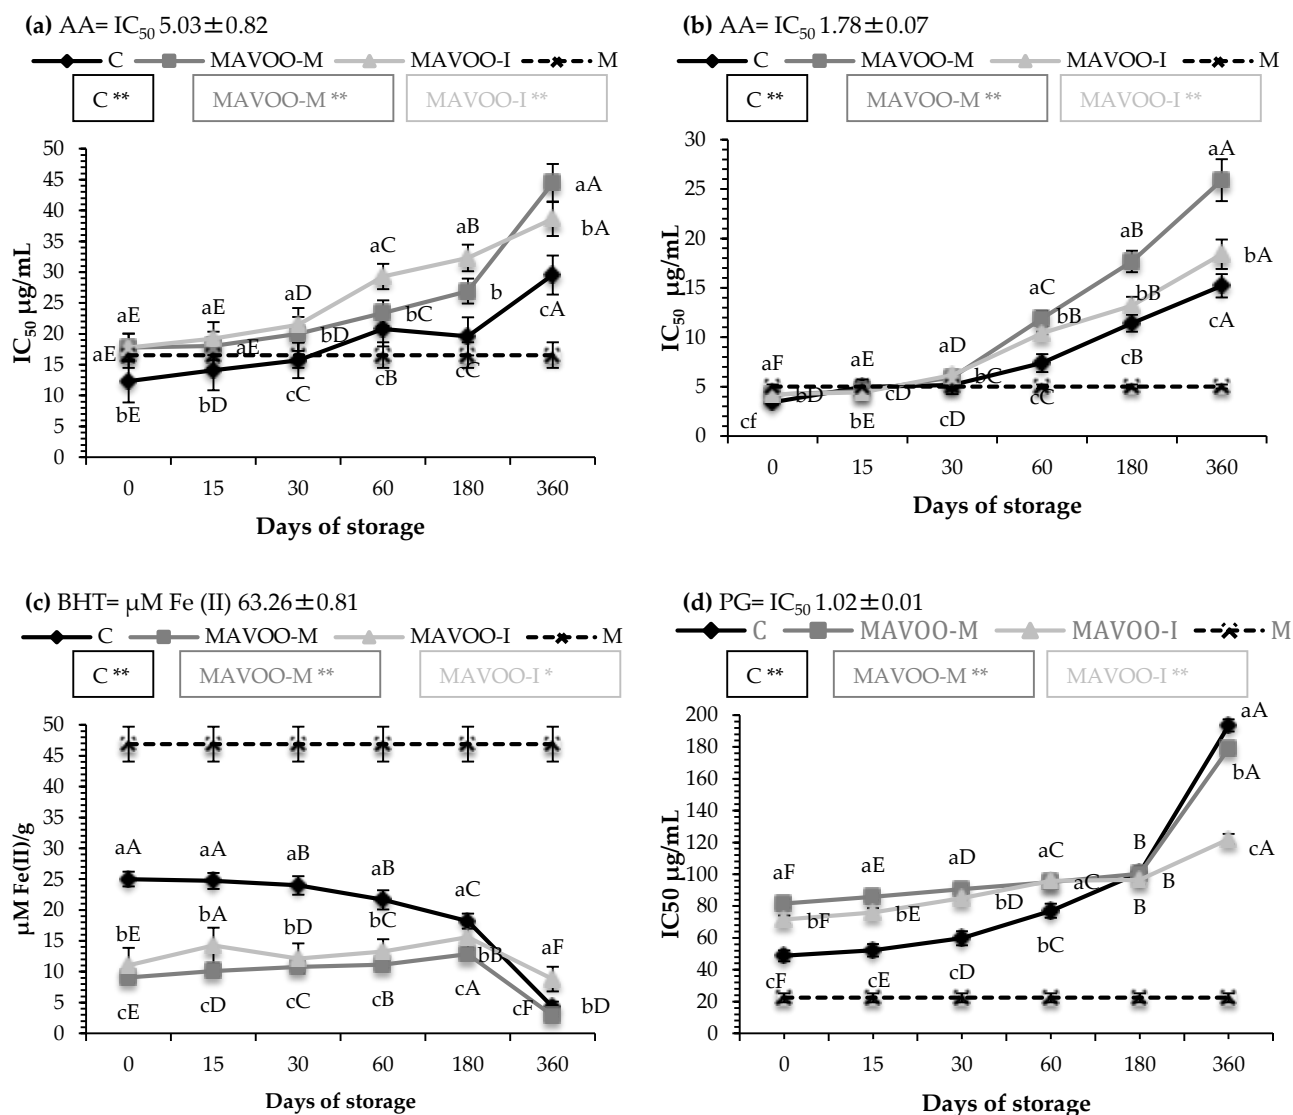 (a) AA= IC50 5.03±0.82
C MAVOO-M MAVOO-I M
C ** MAVOO-M ** MAVOO-I **
IC50 µg/mL
50
45
40
35
30
25
20
15
10
5
0
aE aE aD aC aB aA
bA
aE aE bD bC b
bE bD cC cB cC cA
0 15 30 60 180 360
Days of storage
(b) AA= IC50 1.78±0.07
C MAVOO-M MAVOO-I M
C ** MAVOO-M ** MAVOO-I **
IC50 µg/mL
30
25
20
15
10
5
0
aF aE aD aC aB aA
bD cD bC bB bB bA
cf bE cD cC cB cA
0 15 30 60 180 360
Days of storage
(c) BHT= µM Fe (II) 63.26±0.81
C MAVOO-M MAVOO-I M
C ** MAVOO-M ** MAVOO-I *
µM Fe(II)/g
50
45
40
35
30
25
20
15
10
5
0
aA aA aB aB aC
bE bA bD bC bB aF
cE cD cC cB cA cF bD
0 15 30 60 180 360
Days of storage
(d) PG= IC50 1.02±0.01
C MAVOO-M MAVOO-I M
C ** MAVOO-M ** MAVOO-I **
IC50 µg/mL
200
180
160
140
120
100
80
60
40
20
0
aF aE aD aC B aA
bA
bF bE bD aC B cA
cF cE cD bC B
0 15 30 60 180 360
Days of storage